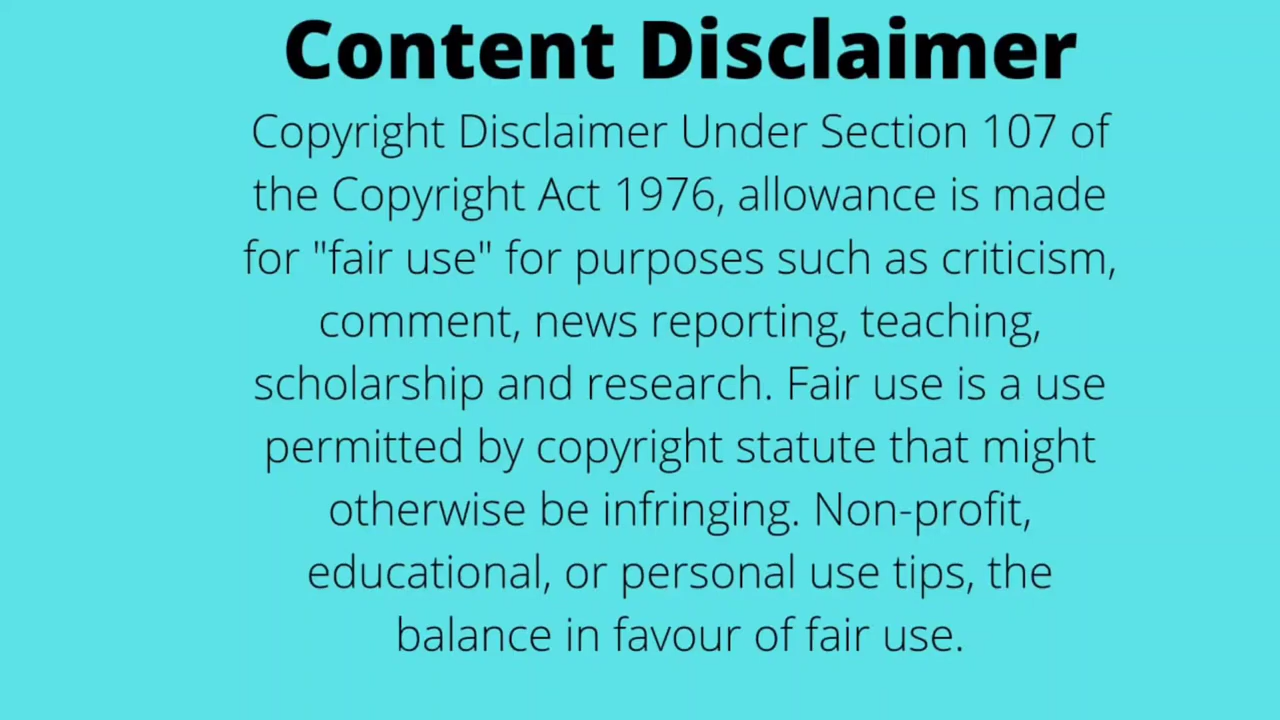 Content Disclaimer
Copyright Disclaimer Under Section 107 of
the Copyright Act 1976, allowance is made
for "fair use" for purposes such as criticism,
comment, news reporting, teaching,
scholarship and research. Fair use is a use
permitted by copyright statute that might
otherwise be infringing. Non-profit,
educational, or personal use tips, the
balance in favour of fair use.